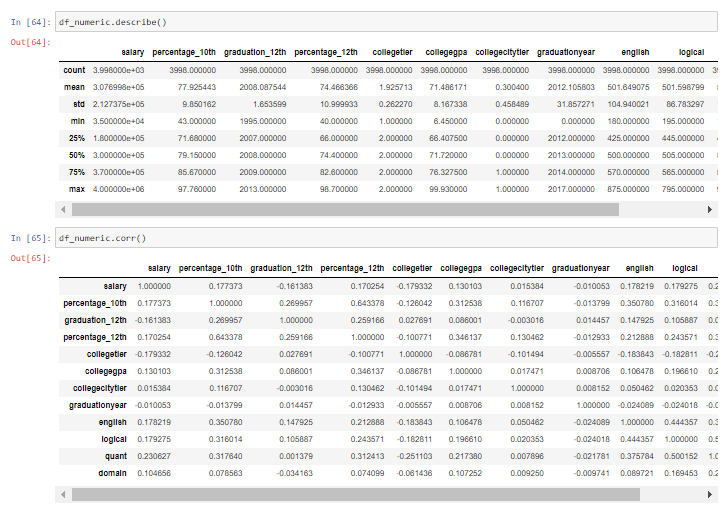 In [64]: df_numeric.describe()
Out[64]:
salary percentage_10th graduation_12th percentage_12th collegetier collegegpa collegecitytier graduationyear english logical
count 3.998000e+03 3998.000000 3998.000000 3998.000000 3998.000000 3998.000000 3998.000000 3998.000000 3998.000000 3998.000000
mean 3.076998e+05 77.925443 2008.087544 74.466366 1.925713 71.486171 0.300400 2012.105803 501.649075 501.598799
std 2.127375e+05 9.850162 1.653599 10.999933 0.262270 8.167338 0.458489 31.857271 104.940021 86.783297
min 3.500000e+04 43.000000 1995.000000 40.000000 1.000000 6.450000 0.000000 0.000000 180.000000 195.000000
25% 1.800000e+05 71.680000 2007.000000 66.000000 2.000000 66.407500 0.000000 2012.000000 425.000000 445.000000
50% 3.000000e+05 79.150000 2008.000000 74.400000 2.000000 71.720000 0.000000 2013.000000 500.000000 505.000000
75% 3.700000e+05 85.670000 2009.000000 82.600000 2.000000 76.327500 1.000000 2014.000000 570.000000 565.000000
max 4.000000e+06 97.760000 2013.000000 98.700000 2.000000 99.930000 1.000000 2017.000000 875.000000 795.000000
In [65]: df_numeric.corr()
Out[65]:
salary percentage_10th graduation_12th percentage_12th collegetier collegegpa collegecitytier graduationyear english logical
salary 1.000000 0.177373 -0.161383 0.170254 -0.179332 0.130103 0.015384 -0.010053 0.178219 0.179275 0.2
percentage_10th 0.177373 1.000000 0.269957 0.643378 -0.126042 0.312538 0.116707 -0.013799 0.350780 0.316014 0.3
graduation_12th -0.161383 0.269957 1.000000 0.259166 0.027691 0.086001 -0.003016 0.014457 0.147925 0.105887 0.0
percentage_12th 0.170254 0.643378 0.259166 1.000000 -0.100771 0.346137 0.130462 -0.012933 0.212888 0.243571 0.3
collegetier -0.179332 -0.126042 0.027691 -0.100771 1.000000 -0.086781 -0.101494 -0.005557 -0.183843 -0.182811 -0.2
collegegpa 0.130103 0.312538 0.086001 0.346137 -0.086781 1.000000 0.017471 0.008706 0.106478 0.196610 0.2
collegecitytier 0.015384 0.116707 -0.003016 0.130462 -0.101494 0.017471 1.000000 0.008152 0.050462 0.020353 0.0
graduationyear -0.010053 -0.013799 0.014457 -0.012933 -0.005557 0.008706 0.008152 1.000000 -0.024089 -0.024018 -0.0
english 0.178219 0.350780 0.147925 0.212888 -0.183843 0.106478 0.050462 -0.024089 1.000000 0.444357 0.3
logical 0.179275 0.316014 0.105887 0.243571 -0.182811 0.196610 0.020353 -0.024018 0.444357 1.000000 0.5
quant 0.230627 0.317640 0.001379 0.312413 -0.251103 0.217380 0.007896 -0.021781 0.375784 0.500152 1.0
domain 0.104656 0.078563 -0.034163 0.074099 -0.061436 0.107252 0.009250 -0.009741 0.089721 0.169453 0.2